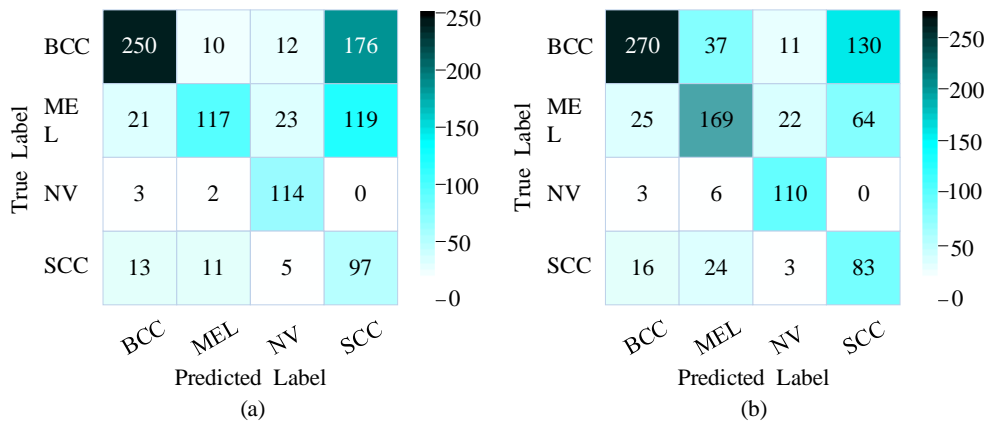 BCC 250 10 12 176
MEL 21 117 23 119
NV 3 2 114 0
SCC 13 11 5 97
BCC MEL NV SCC
True Label
Predicted Label
(a)
250
200
150
100
50
0
BCC 270 37 11 130
MEL 25 169 22 64
NV 3 6 110 0
SCC 16 24 3 83
BCC MEL NV SCC
True Label
Predicted Label
(b)
250
200
150
100
50
0